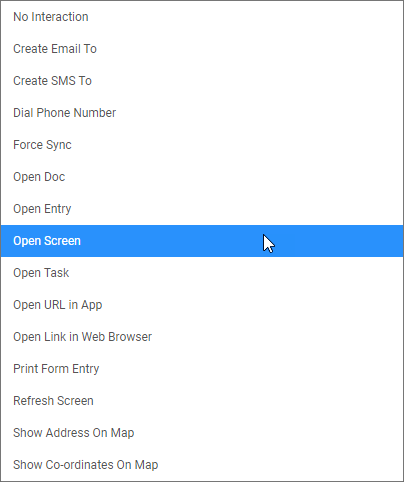 No Interaction
Create Email To
Create SMS To
Dial Phone Number
Force Sync
Open Doc
Open Entry
Open Screen
Open Task
Open URL in App
Open Link in Web Browser
Print Form Entry
Refresh Screen
Show Address On Map
Show Co-ordinates On Map